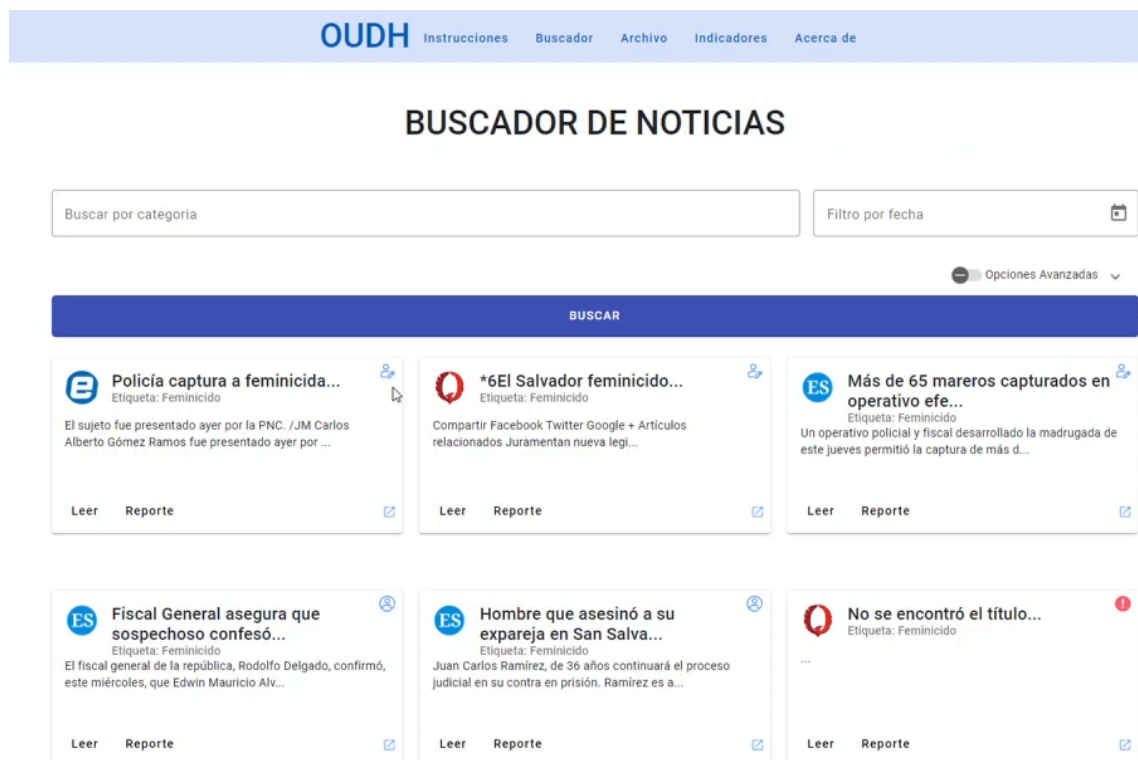 OUDH Instrucciones Buscador Archivo Indicadores Acerca de
BUSCADOR DE NOTICIAS
Buscar por categoria
Filtro por fecha
Opciones Avanzadas
BUSCAR
e
Policía captura a feminicida...
Etiqueta: Feminicido
El sujeto fue presentado ayer por la PNC. /JM Carlos
Alberto Gómez Ramos fue presentado ayer por ...
Leer Reporte
*6El Salvador feminicido...
Etiqueta: Feminicido
Compartir Facebook Twitter Google + Artículos
relacionados Juramentan nueva legi...
Leer Reporte
ES
Más de 65 mareros capturados en
operativo efe...
Etiqueta: Feminicido
Un operativo policial y fiscal desarrollado la madrugada de
este jueves permitió la captura de más d...
Leer Reporte
ES
Fiscal General asegura que
sospechoso confesó...
Etiqueta: Feminicido
El fiscal general de la república, Rodolfo Delgado, confirmó,
este miércoles, que Edwin Mauricio Alv...
Leer Reporte
ES
Hombre que asesinó a su
expareja en San Salva...
Etiqueta: Feminicido
Juan Carlos Ramírez, de 36 años continuará el proceso
judicial en su contra en prisión. Ramírez es a...
Leer Reporte
No se encontró el título...
Etiqueta: Feminicido
...
Leer Reporte